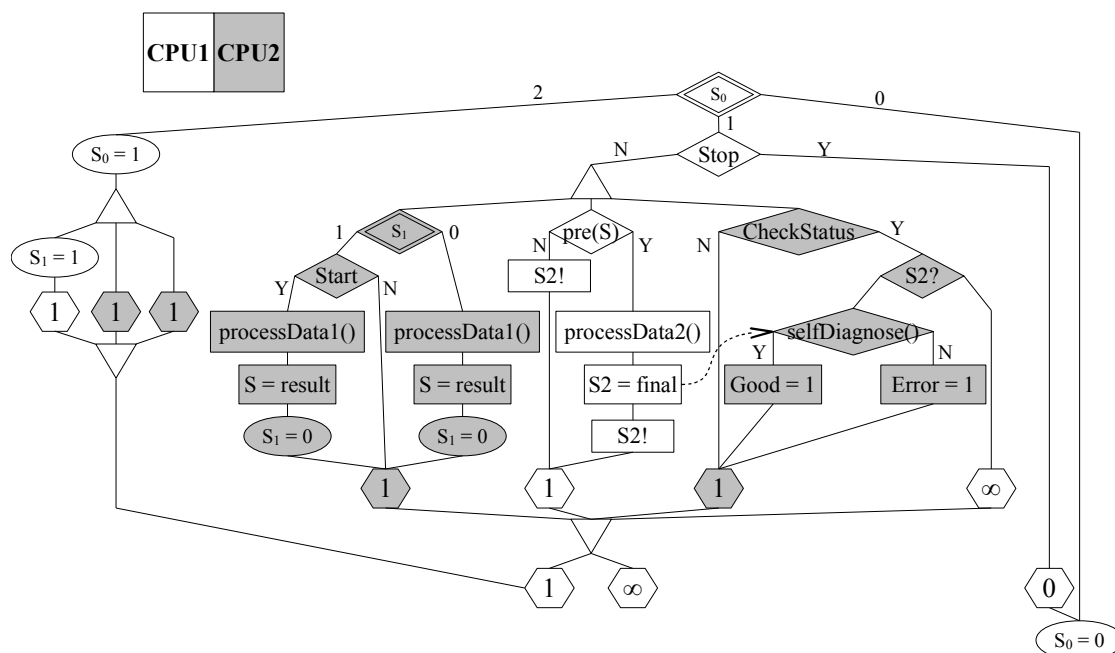 CPU1 CPU2
S₀
2
0
1
S₀ = 1
Stop
N
Y
S₁
1
0
pre(S)
N
Y
CheckStatus
N
Y
S₁ = 1
Start
Y
N
S2!
S2?
1
1
1
processData1()
processData1()
processData2()
selfDiagnose()
Y
N
S = result
S = result
S2 = final
Good = 1
Error = 1
S₁ = 0
S₁ = 0
S2!
1
1
1
∞
1
∞
0
S₀ = 0